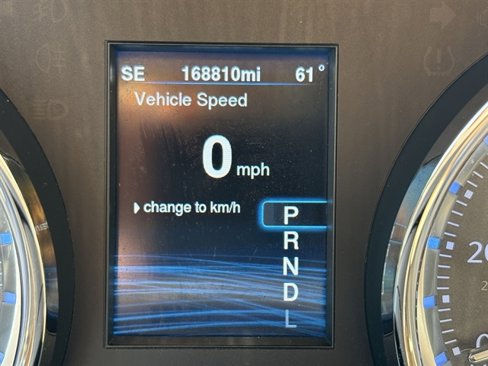 SE 168810mi 61°
Vehicle Speed
0 mph
change to km/h
P
R
N
D
L